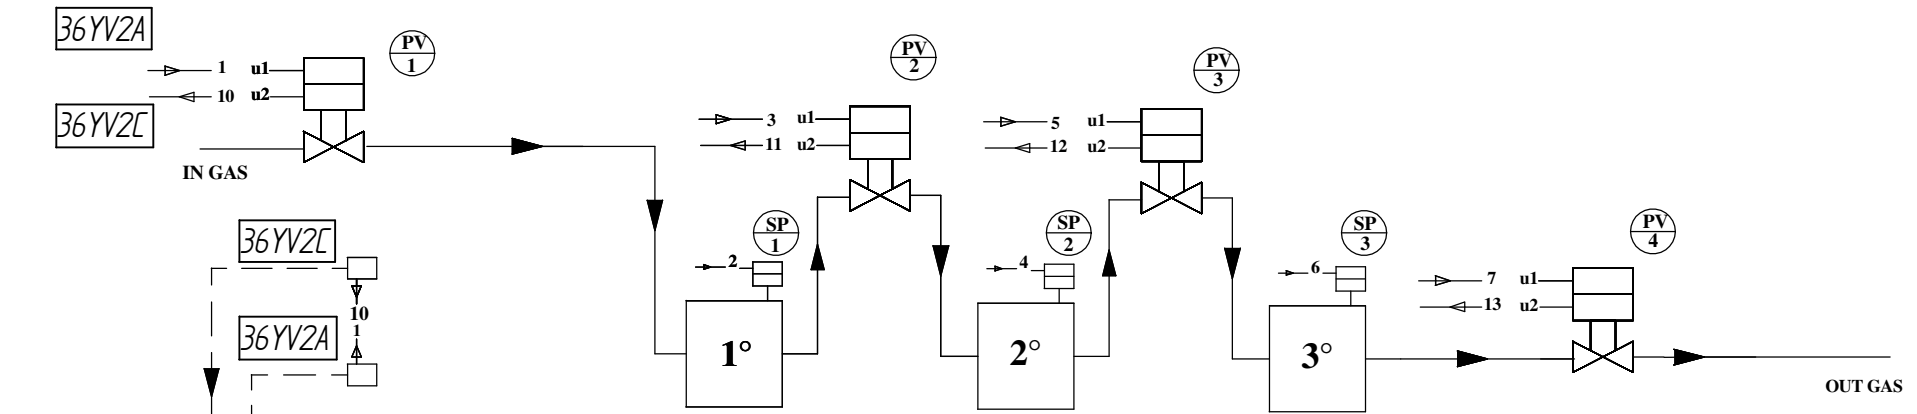 36YV2A
PV
1
1 u1
10 u2
36YV2C
IN GAS
PV
2
3 u1
11 u2
PV
3
5 u1
12 u2
SP
1
2
1°
SP
2
4
2°
SP
3
6
3°
PV
4
7 u1
13 u2
OUT GAS
36YV2C
10
1
36YV2A